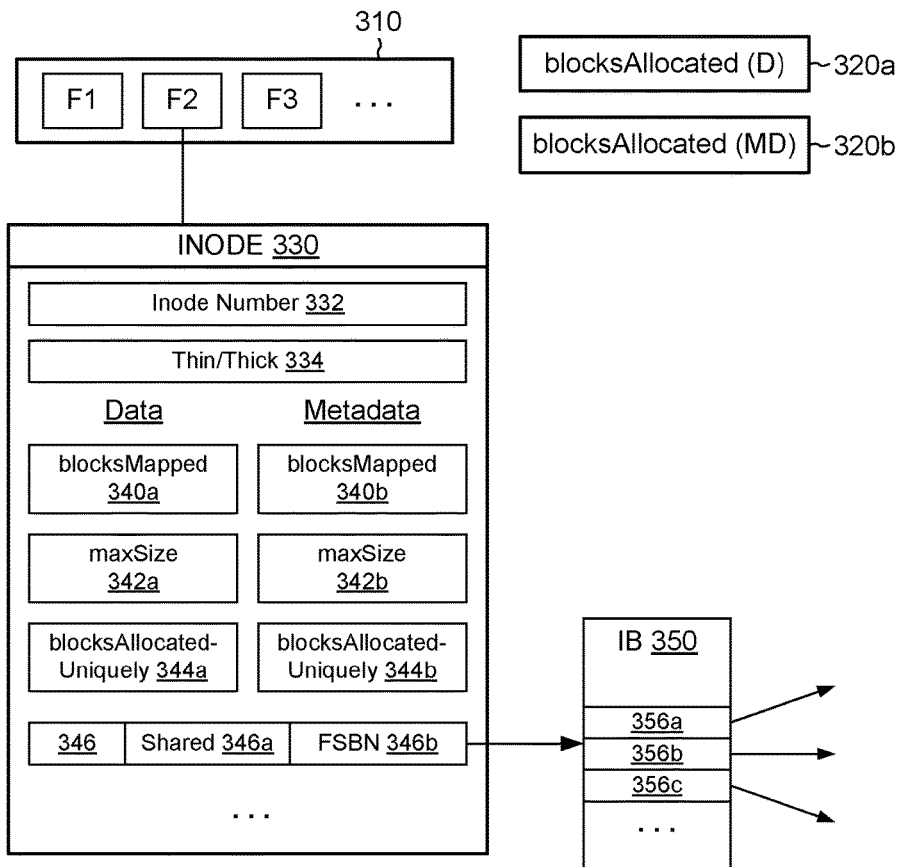 310
F1 F2 F3 ...
blocksAllocated (D) 320a
blocksAllocated (MD) 320b
INODE 330
Inode Number 332
Thin/Thick 334
Data Metadata
blocksMapped
340a
blocksMapped
340b
maxSize
342a
maxSize
342b
blocksAllocated-
Uniquely 344a
blocksAllocated-
Uniquely 344b
346 Shared 346a FSBN 346b
...
IB 350
356a
356b
356c
...